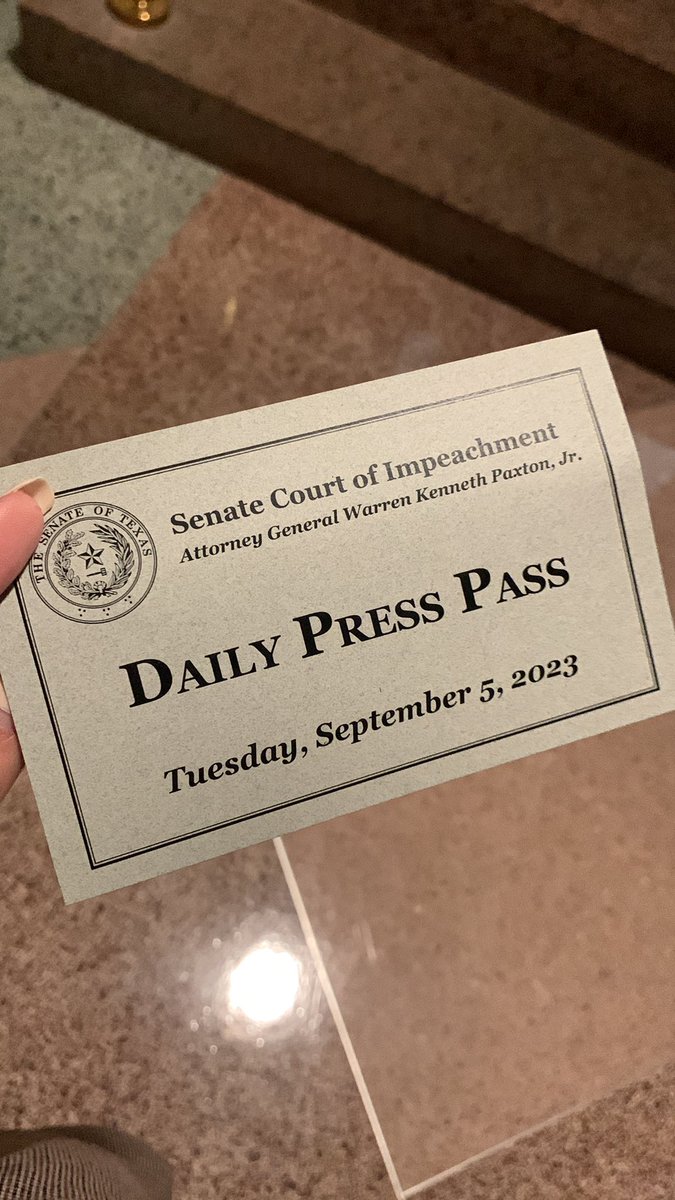 THE SENATE OF TEXAS
Senate Court of Impeachment
Attorney General Warren Kenneth Paxton, Jr.
DAILY PRESS PASS
Tuesday, September 5, 2023